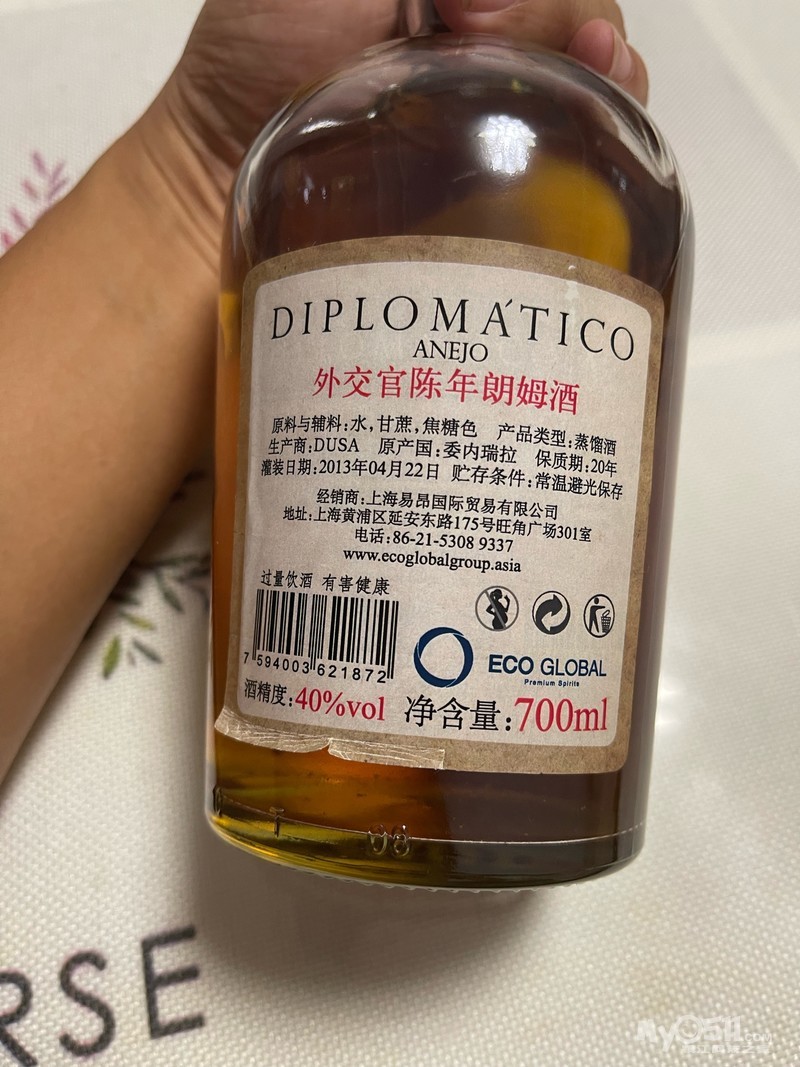 DIPLOMÁTICO
ANEJO
外交官陈年朗姆酒
原料与辅料:水,甘蔗,焦糖色 产品类型:蒸馏酒
生产商:DUSA 原产国:委内瑞拉 保质期:20年
灌装日期:2013年04月22日 贮存条件:常温避光保存
经销商:上海易昂国际贸易有限公司
地址:上海黄浦区延安东路175号旺角广场301室
电话:86-21-5308 9337
www.ecoglobalgroup.asia
过量饮酒 有害健康
7 594003 621872
ECO GLOBAL
Premium Spirits
酒精度:40%vol 净含量:700ml
RSE